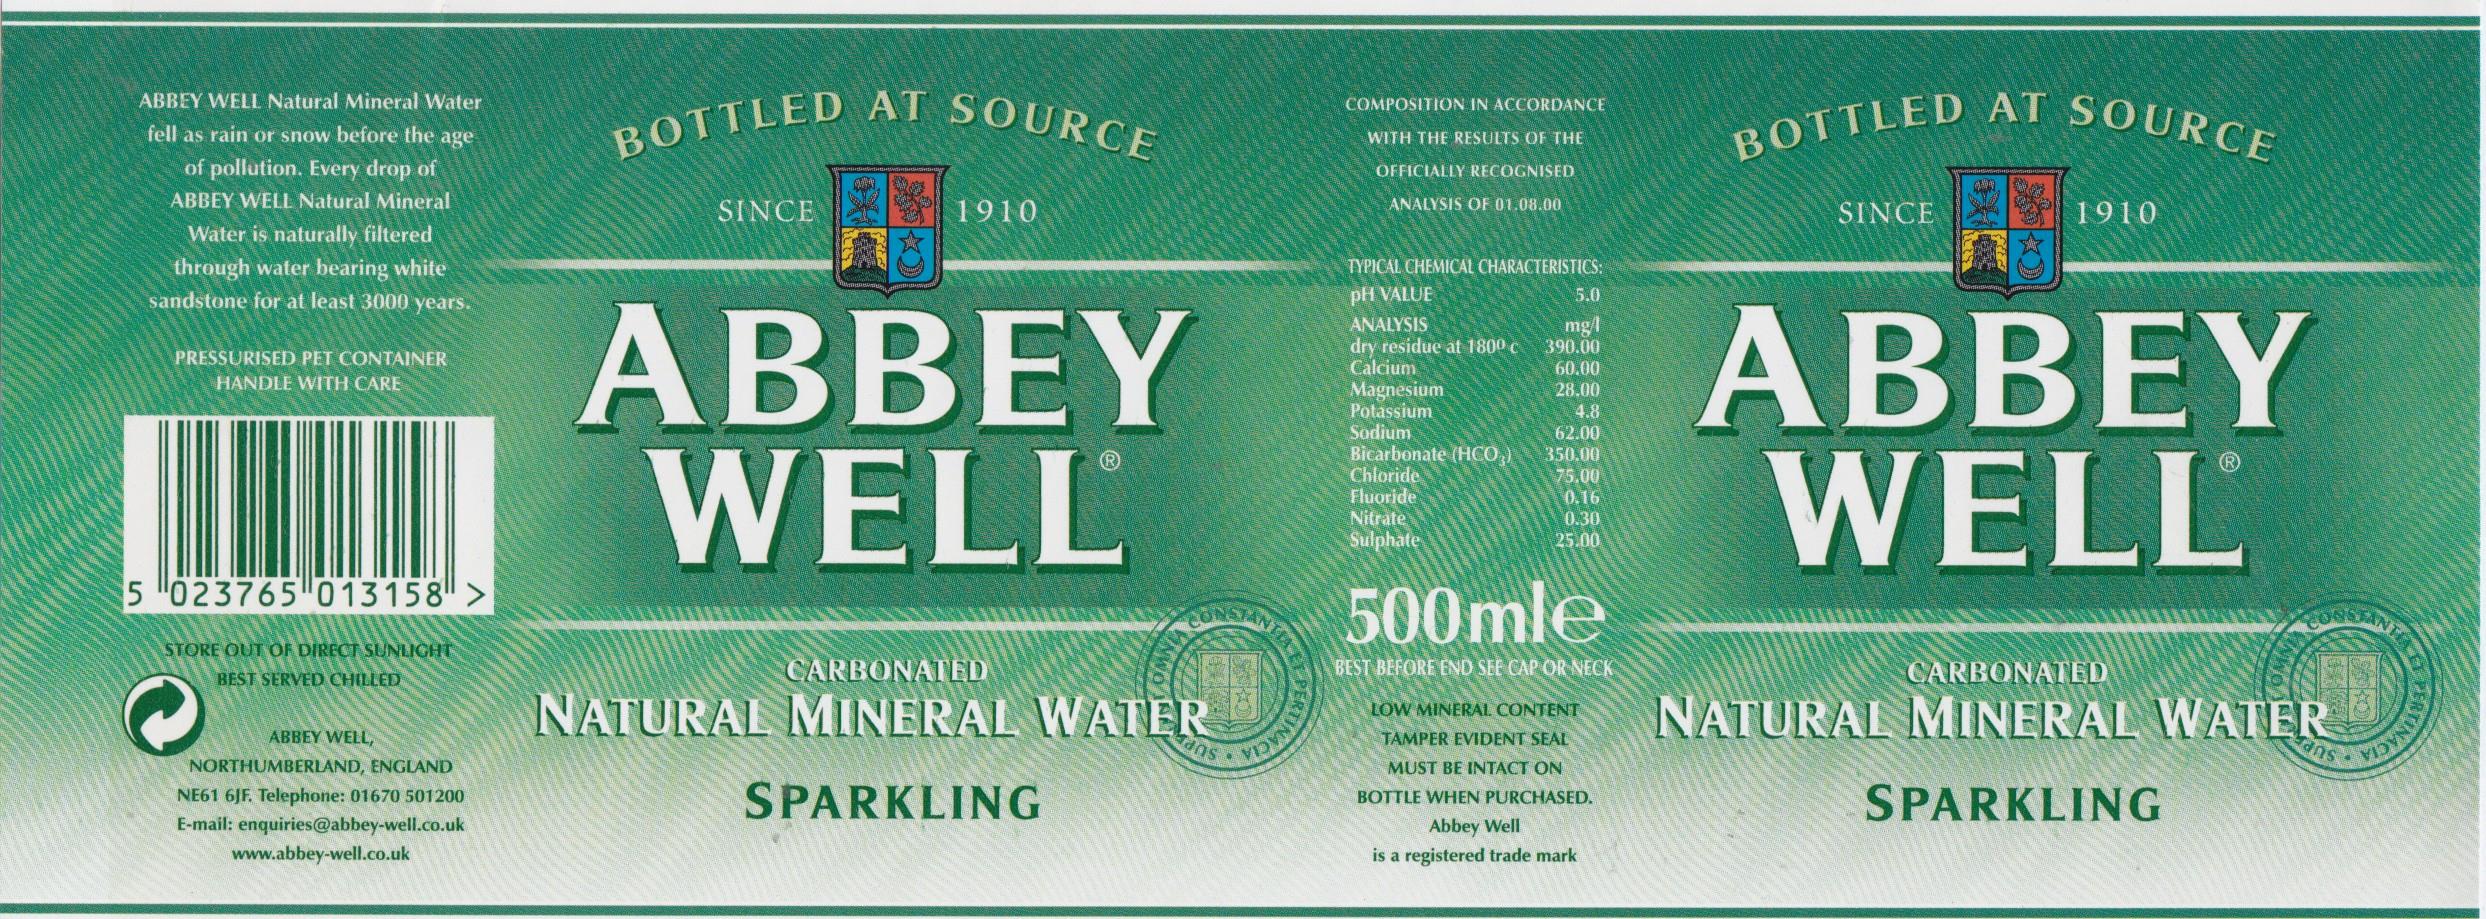 ABBEY WELL Natural Mineral Water
fell as rain or snow before the age
of pollution. Every drop of
ABBEY WELL Natural Mineral
Water is naturally filtered
through water bearing white
sandstone for at least 3000 years.
PRESSURISED PET CONTAINER
HANDLE WITH CARE
5 023765 013158 >
STORE OUT OF DIRECT SUNLIGHT
BEST SERVED CHILLED
ABBEY WELL,
NORTHUMBERLAND, ENGLAND
NE61 6JF. Telephone: 01670 501200
E-mail: enquiries@abbey-well.co.uk
www.abbey-well.co.uk
BOTTLED AT SOURCE
SINCE 1910
ABBEY
WELL®
CARBONATED
NATURAL MINERAL WATER
SPARKLING
OMNIA CONSTANTIA ET PERTINACIA •
COMPOSITION IN ACCORDANCE
WITH THE RESULTS OF THE
OFFICIALLY RECOGNISED
ANALYSIS OF 01.08.00
TYPICAL CHEMICAL CHARACTERISTICS:
pH VALUE 5.0
ANALYSIS mg/l
dry residue at 180º c 390.00
Calcium 60.00
Magnesium 28.00
Potassium 4.8
Sodium 62.00
Bicarbonate (HCO₃) 350.00
Chloride 75.00
Fluoride 0.16
Nitrate 0.30
Sulphate 25.00
500ml℮
BEST BEFORE END SEE CAP OR NECK
LOW MINERAL CONTENT
TAMPER EVIDENT SEAL
MUST BE INTACT ON
BOTTLE WHEN PURCHASED.
Abbey Well
is a registered trade mark
BOTTLED AT SOURCE
SINCE 1910
ABBEY
WELL®
CARBONATED
NATURAL MINERAL WATER
SPARKLING
OMNIA CONSTANTIA ET PERTINACIA •